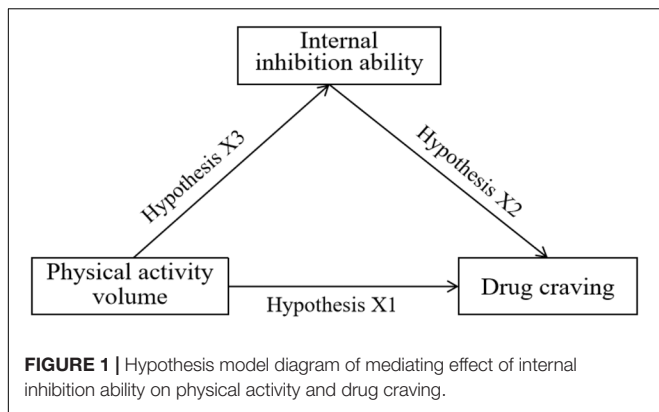 Internal
inhibition ability
Hypothesis X3
Hypothesis X2
Physical activity
volume
Hypothesis X1
Drug craving
FIGURE 1 | Hypothesis model diagram of mediating effect of internal
inhibition ability on physical activity and drug craving.